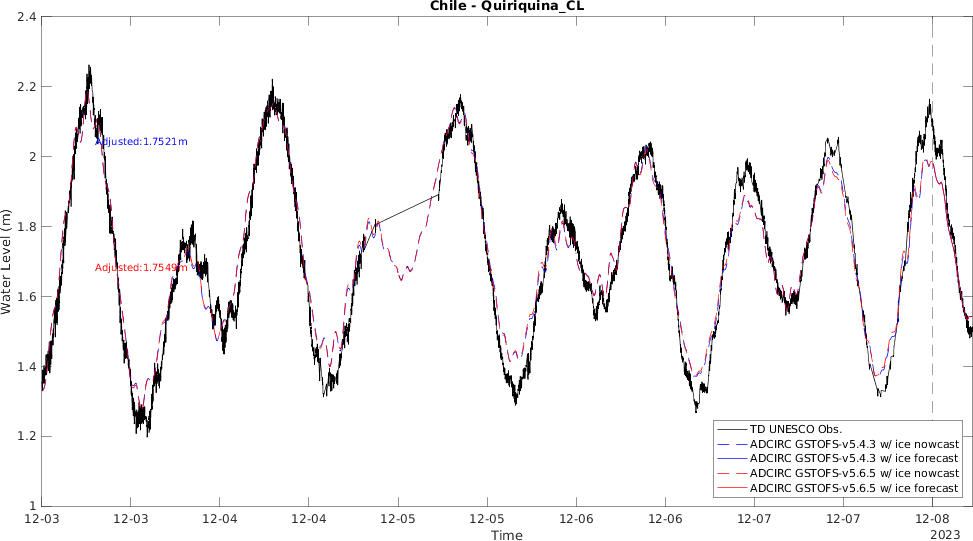 Chile - Quiriquina_CL
2.4
2.2
2
1.8
1.6
1.4
1.2
1
Water Level (m)
Adjusted:1.7521m
Adjusted:1.7549m
TD UNESCO Obs.
ADCIRC GSTOFS-v5.4.3 w/ ice nowcast
ADCIRC GSTOFS-v5.4.3 w/ ice forecast
ADCIRC GSTOFS-v5.6.5 w/ ice nowcast
ADCIRC GSTOFS-v5.6.5 w/ ice forecast
12-03 12-03 12-04 12-04 12-05 12-05 12-06 12-06 12-07 12-07 12-08
2023
Time